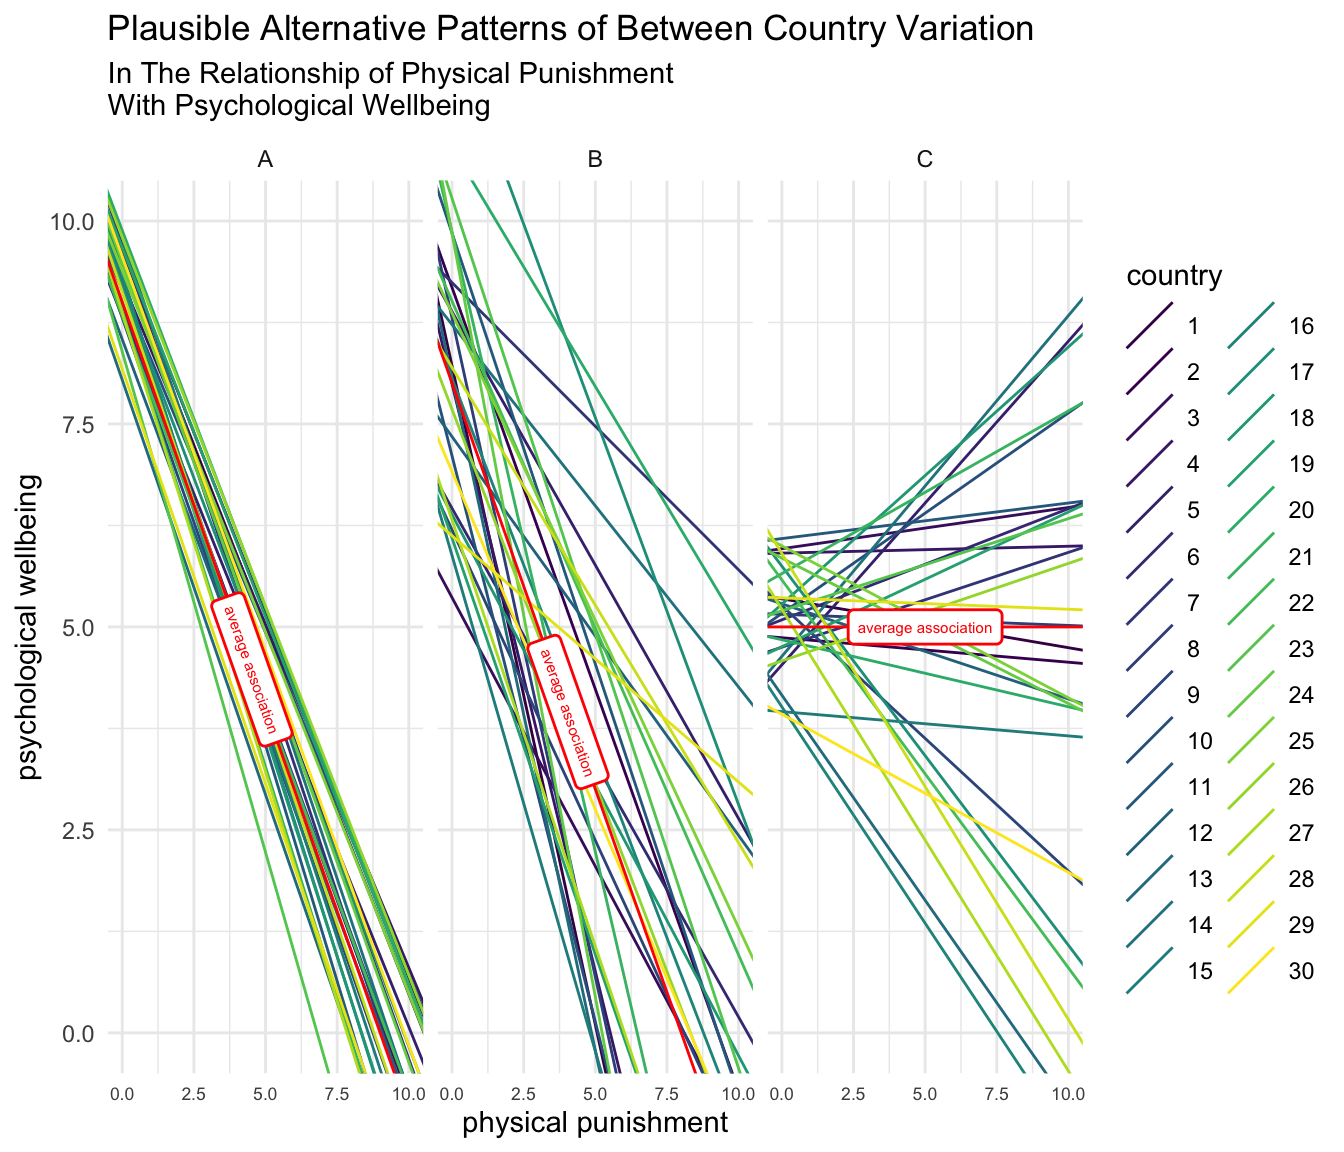 Plausible Alternative Patterns of Between Country Variation
In The Relationship of Physical Punishment
With Psychological Wellbeing
A
B
C
psychological wellbeing
10.0
7.5
5.0
2.5
0.0
average association
average association
average association
0.0 2.5 5.0 7.5 10.0
0.0 2.5 5.0 7.5 10.0
0.0 2.5 5.0 7.5 10.0
physical punishment
country
1
2
3
4
5
6
7
8
9
10
11
12
13
14
15
16
17
18
19
20
21
22
23
24
25
26
27
28
29
30